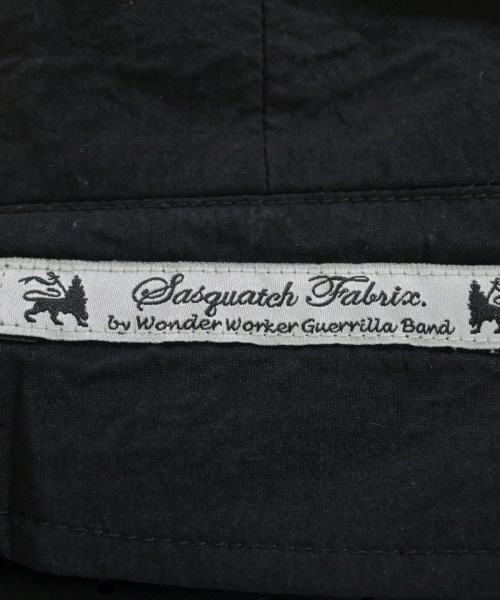 Sasquatch Fabrix.
by Wonder Worker Guerrilla Band